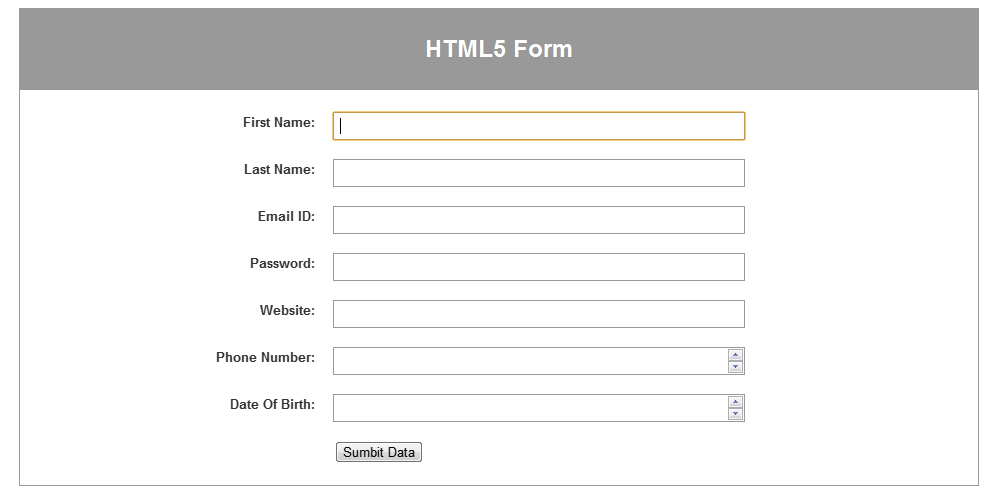 HTML5 Form
First Name:
Last Name:
Email ID:
Password:
Website:
Phone Number:
Date Of Birth:
Sumbit Data